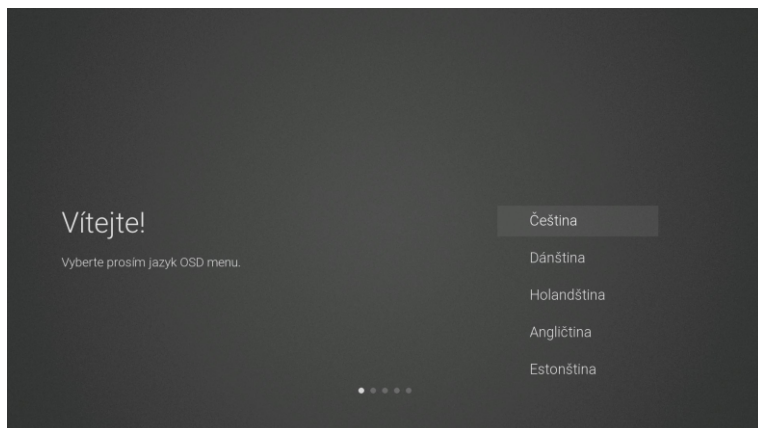 Vítejte!
Vyberte prosím jazyk OSD menu.
Čeština
Dánština
Holandština
Angličtina
Estonština